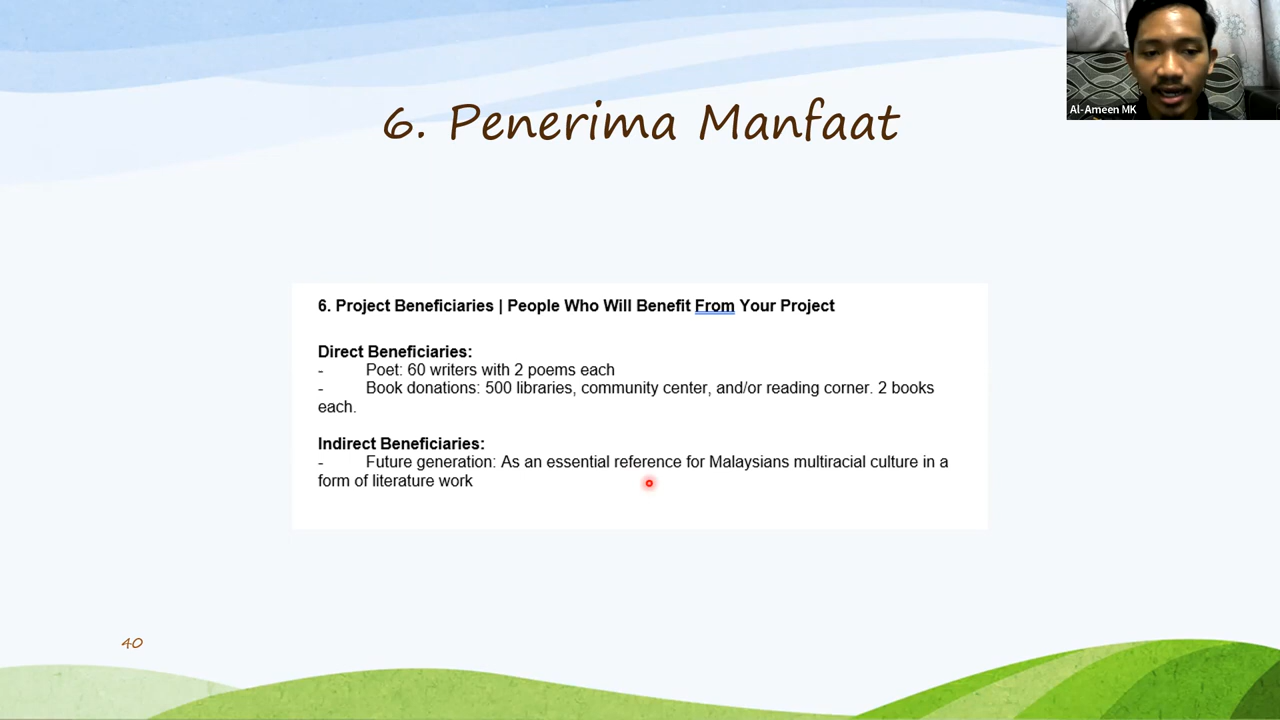 Al-Ameen MK
6. Penerima Manfaat
6. Project Beneficiaries | People Who Will Benefit From Your Project
Direct Beneficiaries:
- Poet: 60 writers with 2 poems each
- Book donations: 500 libraries, community center, and/or reading corner. 2 books
each.
Indirect Beneficiaries:
- Future generation: As an essential reference for Malaysians multiracial culture in a
form of literature work
40